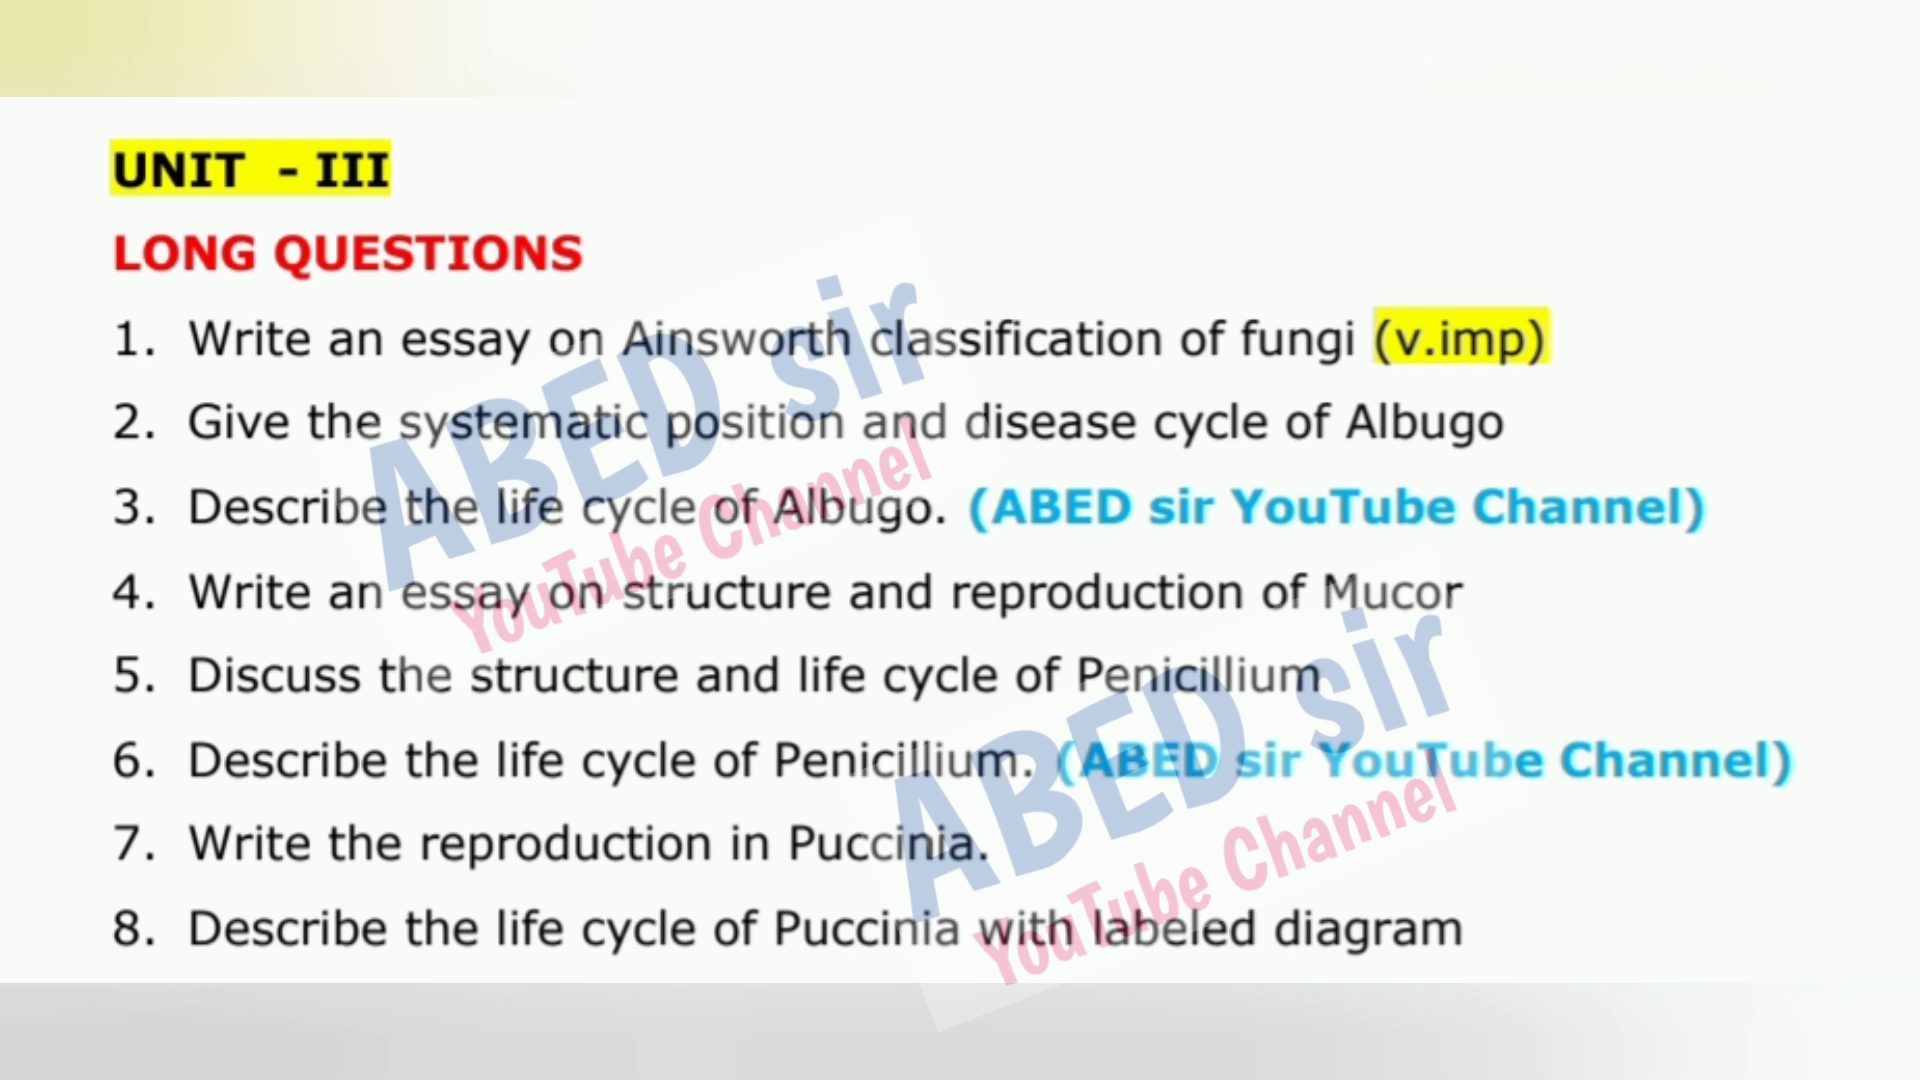 UNIT - III
LONG QUESTIONS
1. Write an essay on Ainsworth classification of fungi (v.imp)
2. Give the systematic position and disease cycle of Albugo
3. Describe the life cycle of Albugo. (ABED sir YouTube Channel)
4. Write an essay on structure and reproduction of Mucor
5. Discuss the structure and life cycle of Penicillium
6. Describe the life cycle of Penicillium. (ABED sir YouTube Channel)
7. Write the reproduction in Puccinia.
8. Describe the life cycle of Puccinia with labeled diagram
ABED sir
YouTube Channel
ABED sir
YouTube Channel